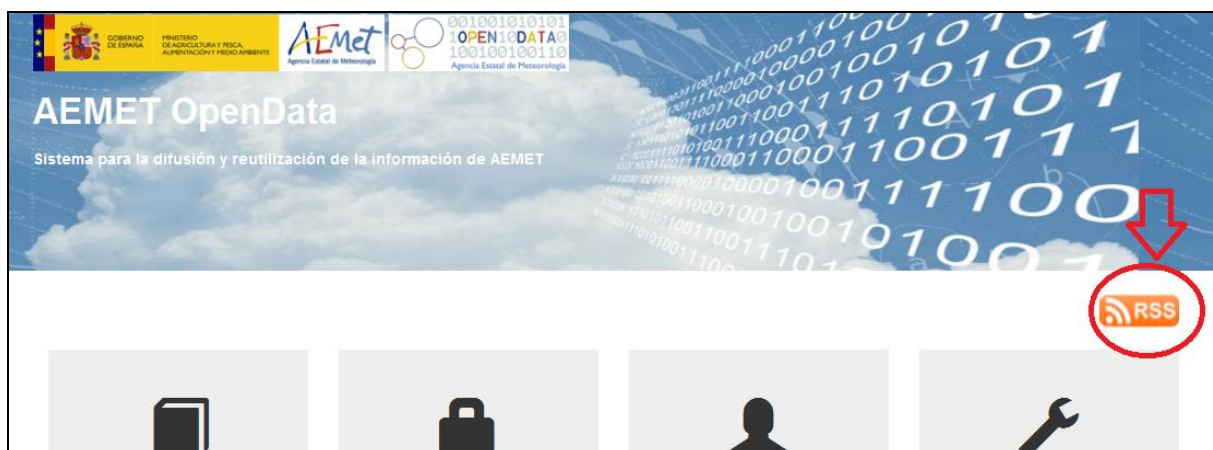 GOBIERNO
DE ESPAÑA
MINISTERIO
DE AGRICULTURA Y PESCA,
ALIMENTACIÓN Y MEDIO AMBIENTE
AEMet
Agencia Estatal de Meteorología
001001010101
1OPEN10DATA0
100100100110
Agencia Estatal de Meteorología
AEMET OpenData
Sistema para la difusión y reutilización de la información de AEMET
RSS